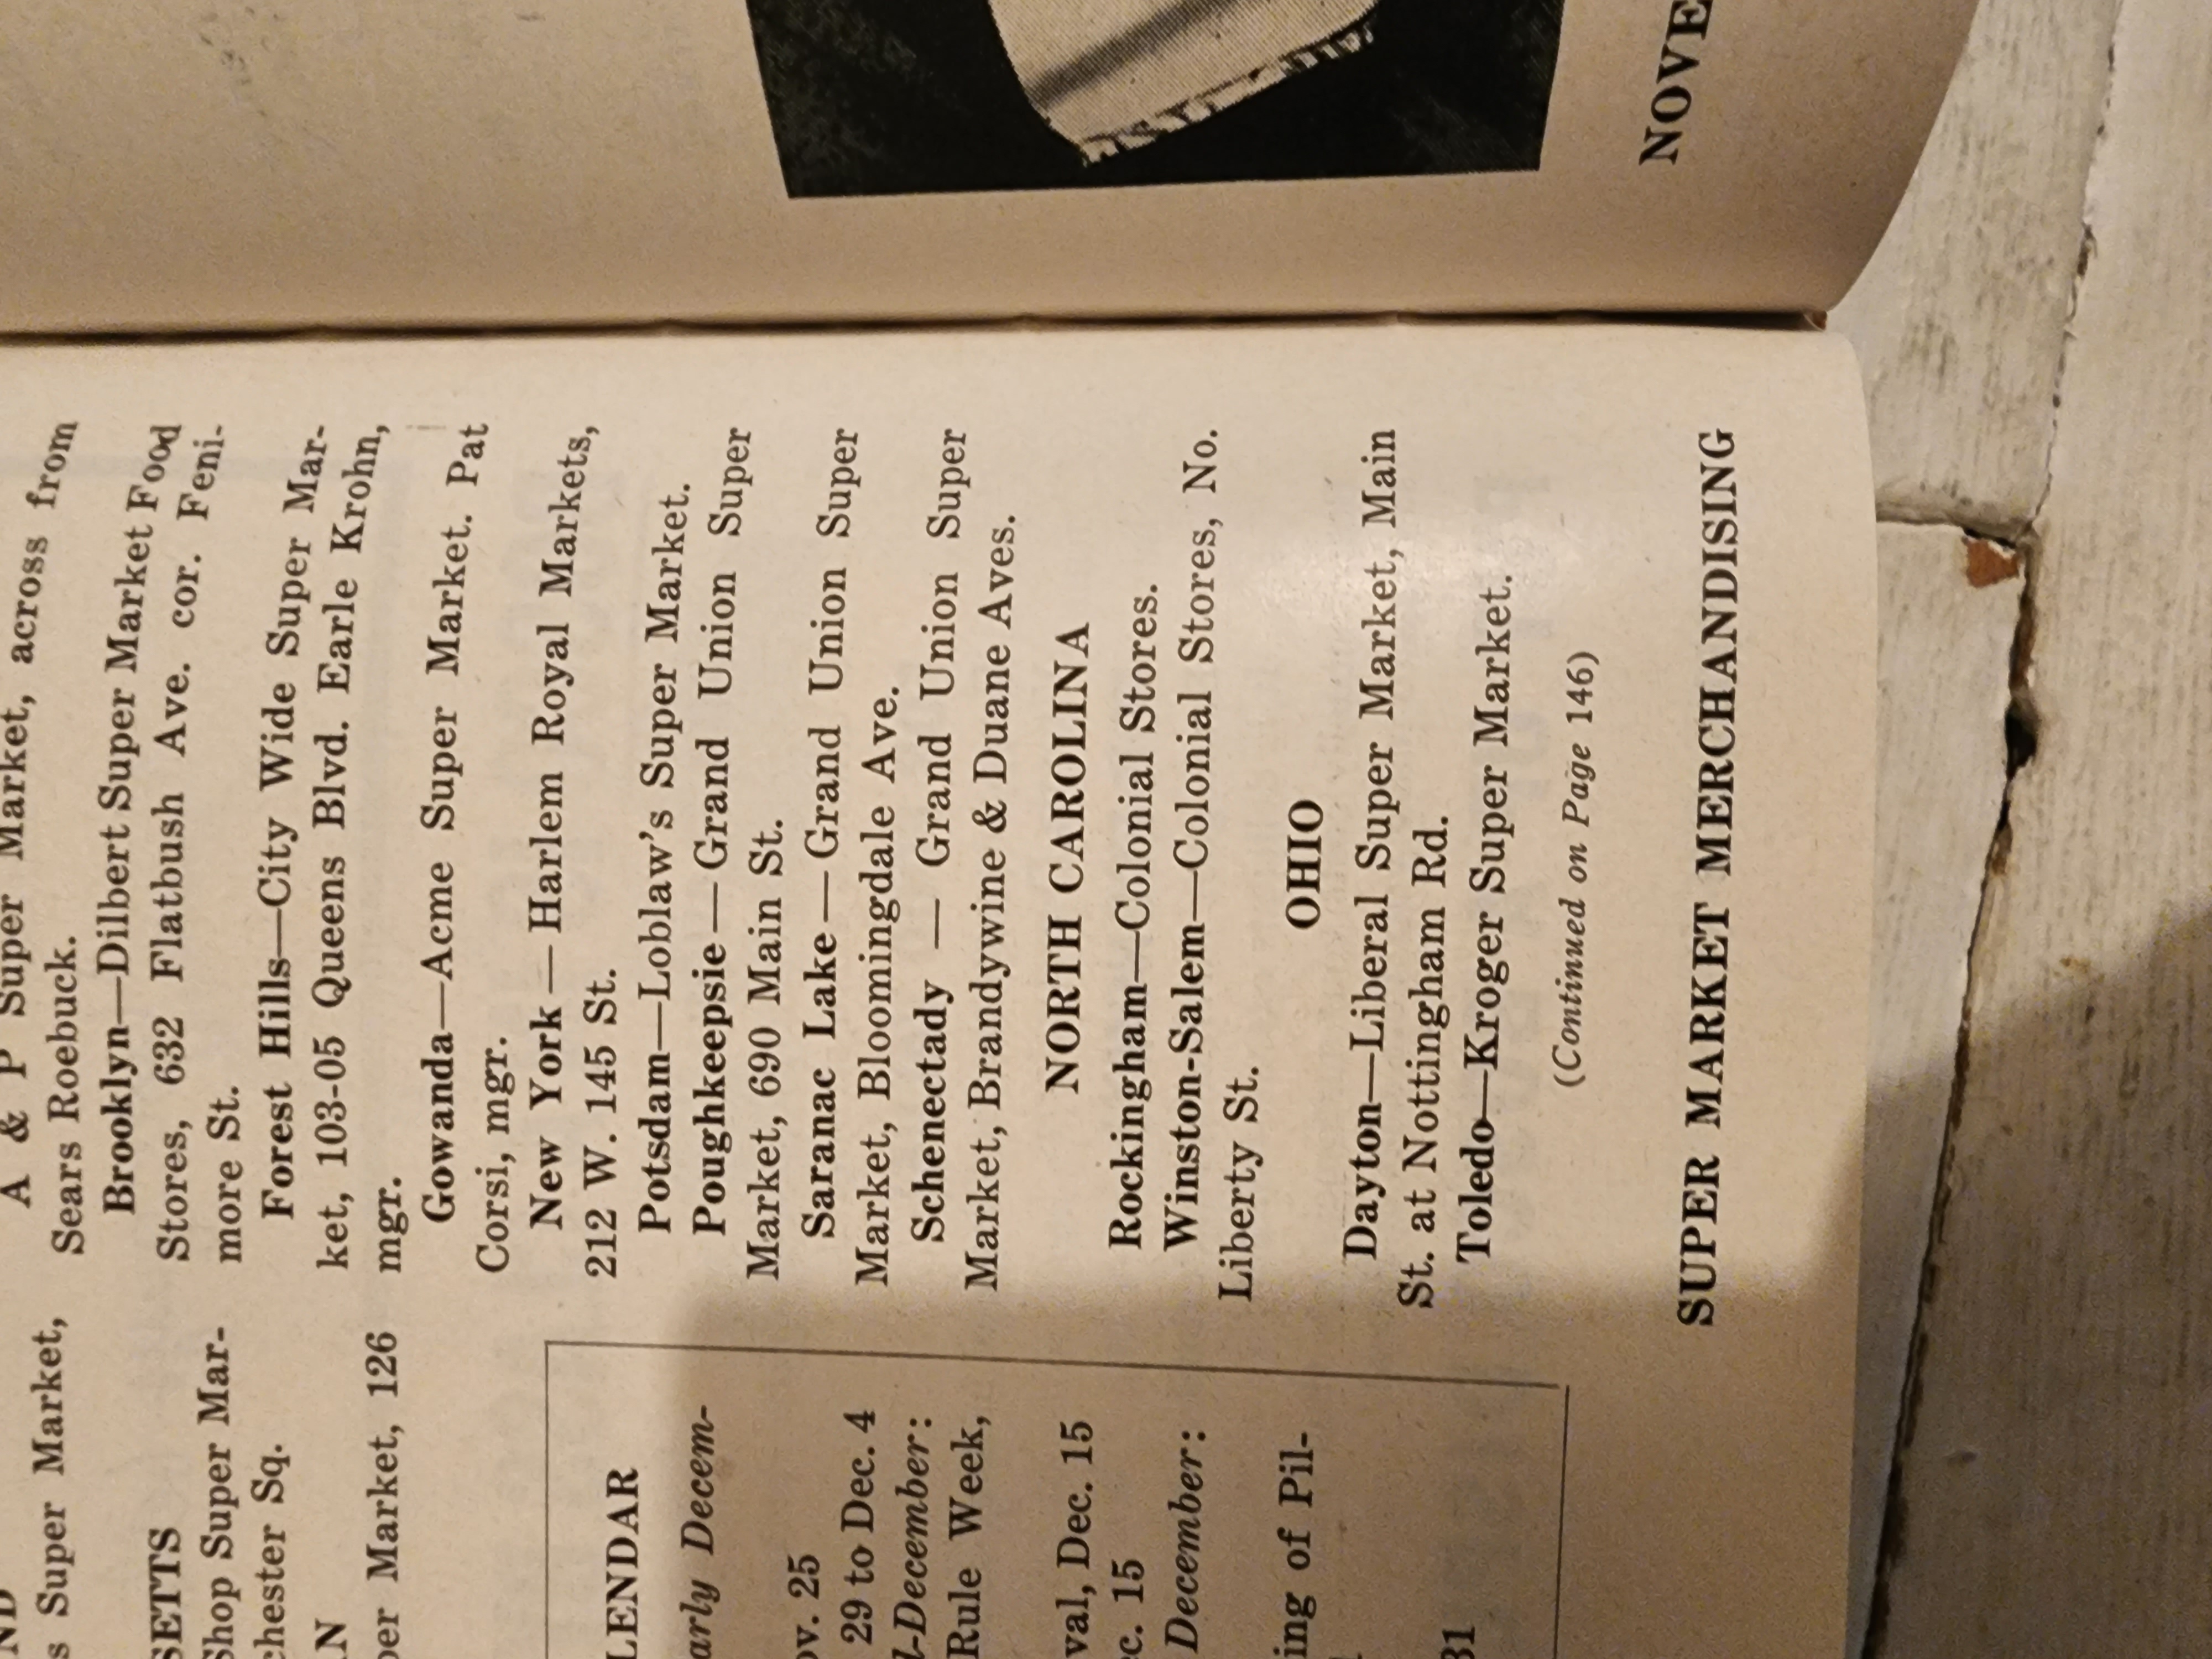 ND
s Super Market,
SETTS
Shop Super Mar-
chester Sq.
AN
per Market, 126
LENDAR
arly Decem-
ov. 25
29 to Dec. 4
l-December:
Rule Week,
val, Dec. 15
ec. 15
December:
ing of Pil-
31
A & P Super Market, across from
Sears Roebuck.
Brooklyn—Dilbert Super Market Food
Stores, 632 Flatbush Ave. cor. Feni-
more St.
Forest Hills—City Wide Super Mar-
ket, 103-05 Queens Blvd. Earle Krohn,
mgr.
Gowanda—Acme Super Market. Pat
Corsi, mgr.
New York—Harlem Royal Markets,
212 W. 145 St.
Potsdam—Loblaw's Super Market.
Poughkeepsie—Grand Union Super
Market, 690 Main St.
Saranac Lake—Grand Union Super
Market, Bloomingdale Ave.
Schenectady — Grand Union Super
Market, Brandywine & Duane Aves.
NORTH CAROLINA
Rockingham—Colonial Stores.
Winston-Salem—Colonial Stores, No.
Liberty St.
OHIO
Dayton—Liberal Super Market, Main
St. at Nottingham Rd.
Toledo—Kroger Super Market.
(Continued on Page 146)
SUPER MARKET MERCHANDISING
NOVE